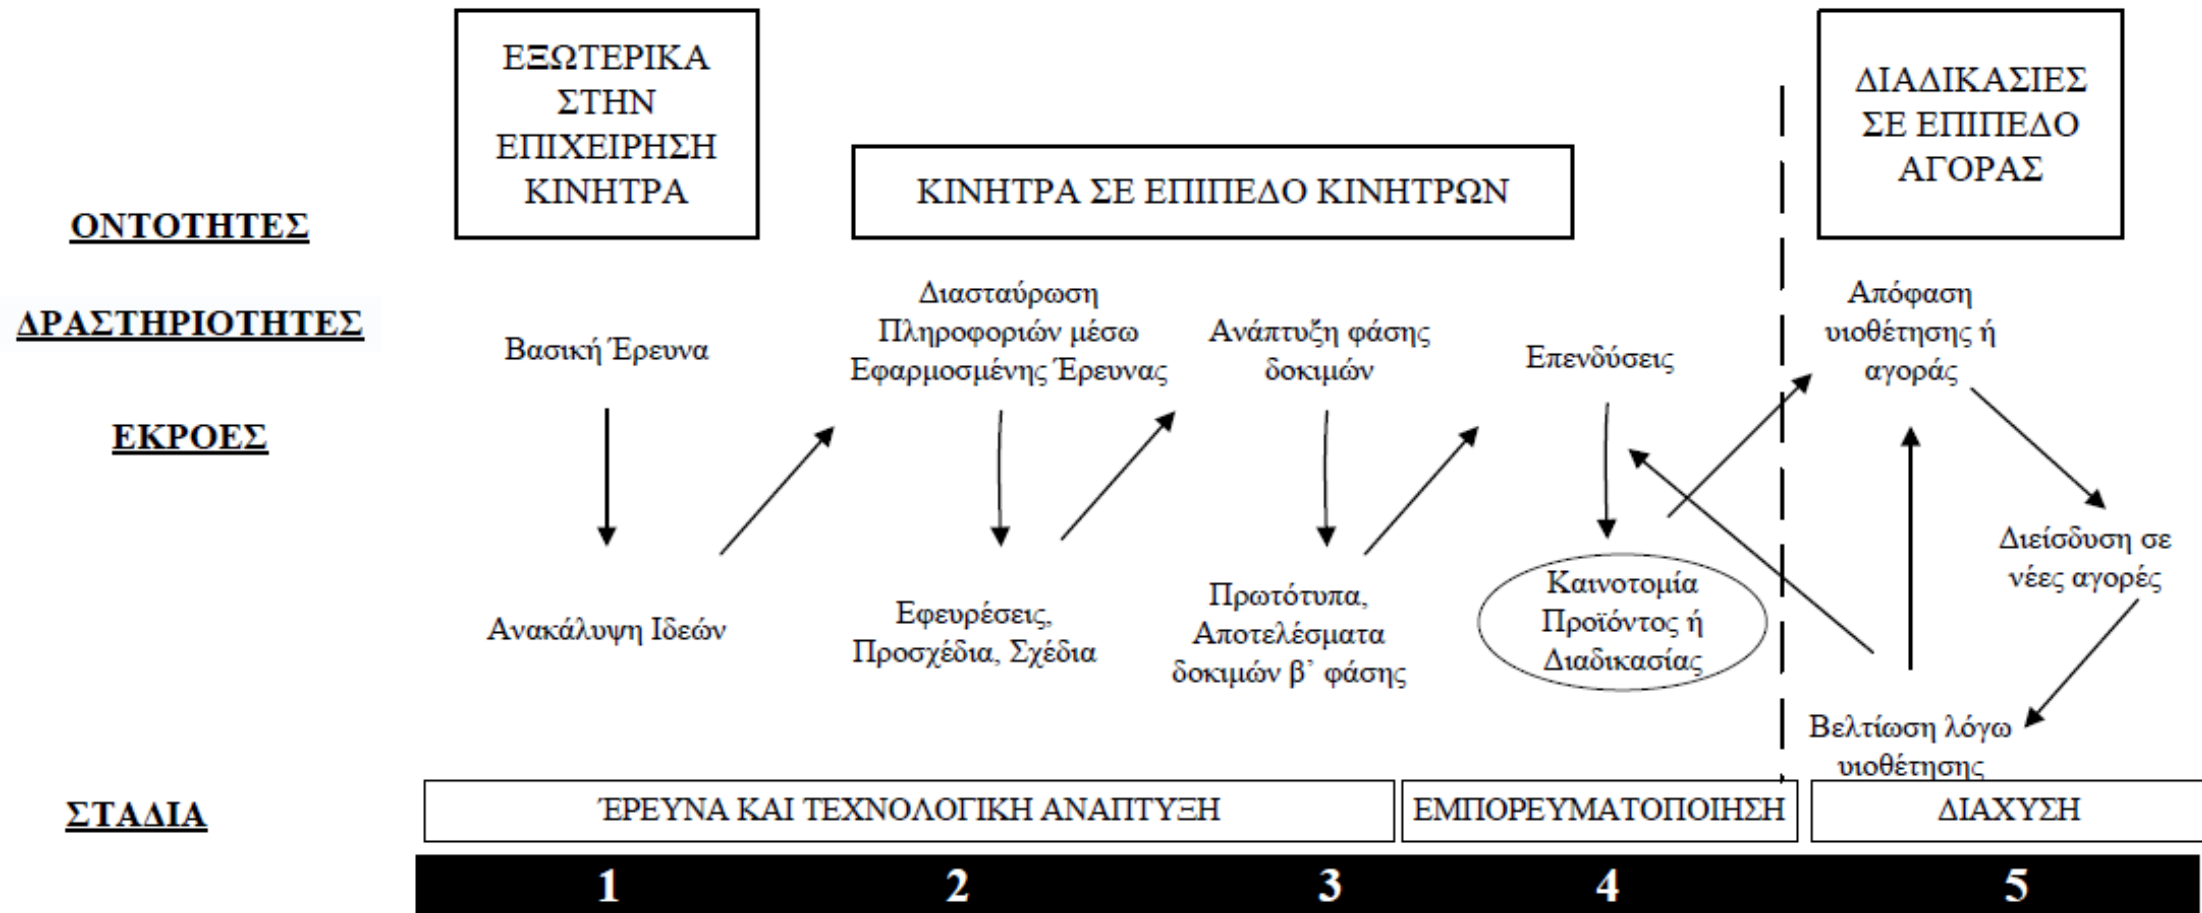 ΕΞΩΤΕΡΙΚΑ
ΣΤΗΝ
ΕΠΙΧΕΙΡΗΣΗ
ΚΙΝΗΤΡΑ
ΚΙΝΗΤΡΑ ΣΕ ΕΠΙΠΕΔΟ ΚΙΝΗΤΡΩΝ
ΔΙΑΔΙΚΑΣΙΕΣ
ΣΕ ΕΠΙΠΕΔΟ
ΑΓΟΡΑΣ
ΟΝΤΟΤΗΤΕΣ
ΔΡΑΣΤΗΡΙΟΤΗΤΕΣ
Βασική Έρευνα
Διασταύρωση
Πληροφοριών μέσω
Εφαρμοσμένης Έρευνας
Ανάπτυξη φάσης
δοκιμών
Επενδύσεις
Απόφαση
υιοθέτησης ή
αγοράς
ΕΚΡΟΕΣ
Ανακάλυψη Ιδεών
Εφευρέσεις,
Προσχέδια, Σχέδια
Πρωτότυπα,
Αποτελέσματα
δοκιμών β΄ φάσης
Καινοτομία
Προϊόντος ή
Διαδικασίας
Διείσδυση σε
νέες αγορές
Βελτίωση λόγω
υιοθέτησης
ΣΤΑΔΙΑ
ΈΡΕΥΝΑ ΚΑΙ ΤΕΧΝΟΛΟΓΙΚΗ ΑΝΑΠΤΥΞΗ
ΕΜΠΟΡΕΥΜΑΤΟΠΟΙΗΣΗ
ΔΙΑΧΥΣΗ
1 2 3 4 5